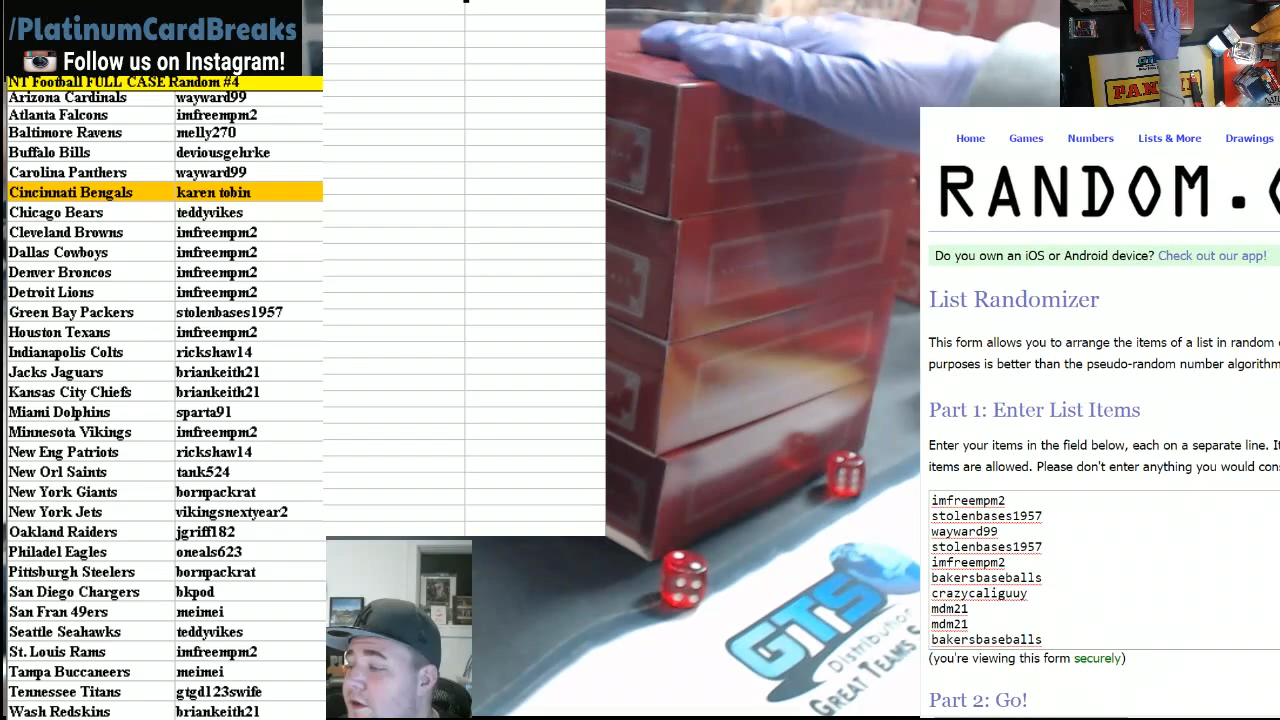 /PlatinumCardBreaks
Follow us on Instagram!
NT Football FULL CASE Random #4
Arizona Cardinals wayward99
Atlanta Falcons imfreempm2
Baltimore Ravens melly270
Buffalo Bills deviousgehrke
Carolina Panthers wayward99
Cincinnati Bengals karen tobin
Chicago Bears teddyvikes
Cleveland Browns imfreempm2
Dallas Cowboys imfreempm2
Denver Broncos imfreempm2
Detroit Lions imfreempm2
Green Bay Packers stolenbases1957
Houston Texans imfreempm2
Indianapolis Colts rickshaw14
Jacks Jaguars briankeith21
Kansas City Chiefs briankeith21
Miami Dolphins sparta91
Minnesota Vikings imfreempm2
New Eng Patriots rickshaw14
New Orl Saints tank524
New York Giants bornpackrat
New York Jets vikingsnextyear2
Oakland Raiders jgriff182
Philadel Eagles oneals623
Pittsburgh Steelers bornpackrat
San Diego Chargers bkpod
San Fran 49ers meimei
Seattle Seahawks teddyvikes
St. Louis Rams imfreempm2
Tampa Buccaneers meimei
Tennessee Titans gtgd123swife
Wash Redskins briankeith21
GTS
Distribution
GREAT TEAMS
PANINI
Home Games Numbers Lists & More Drawings
RANDOM.
Do you own an iOS or Android device? Check out our app!
List Randomizer
This form allows you to arrange the items of a list in random
purposes is better than the pseudo-random number algorithm
Part 1: Enter List Items
Enter your items in the field below, each on a separate line. It
items are allowed. Please don't enter anything you would con
imfreempm2
stolenbases1957
wayward99
stolenbases1957
imfreempm2
bakersbaseballs
crazycaliguuy
mdm21
mdm21
bakersbaseballs
(you're viewing this form securely)
Part 2: Go!